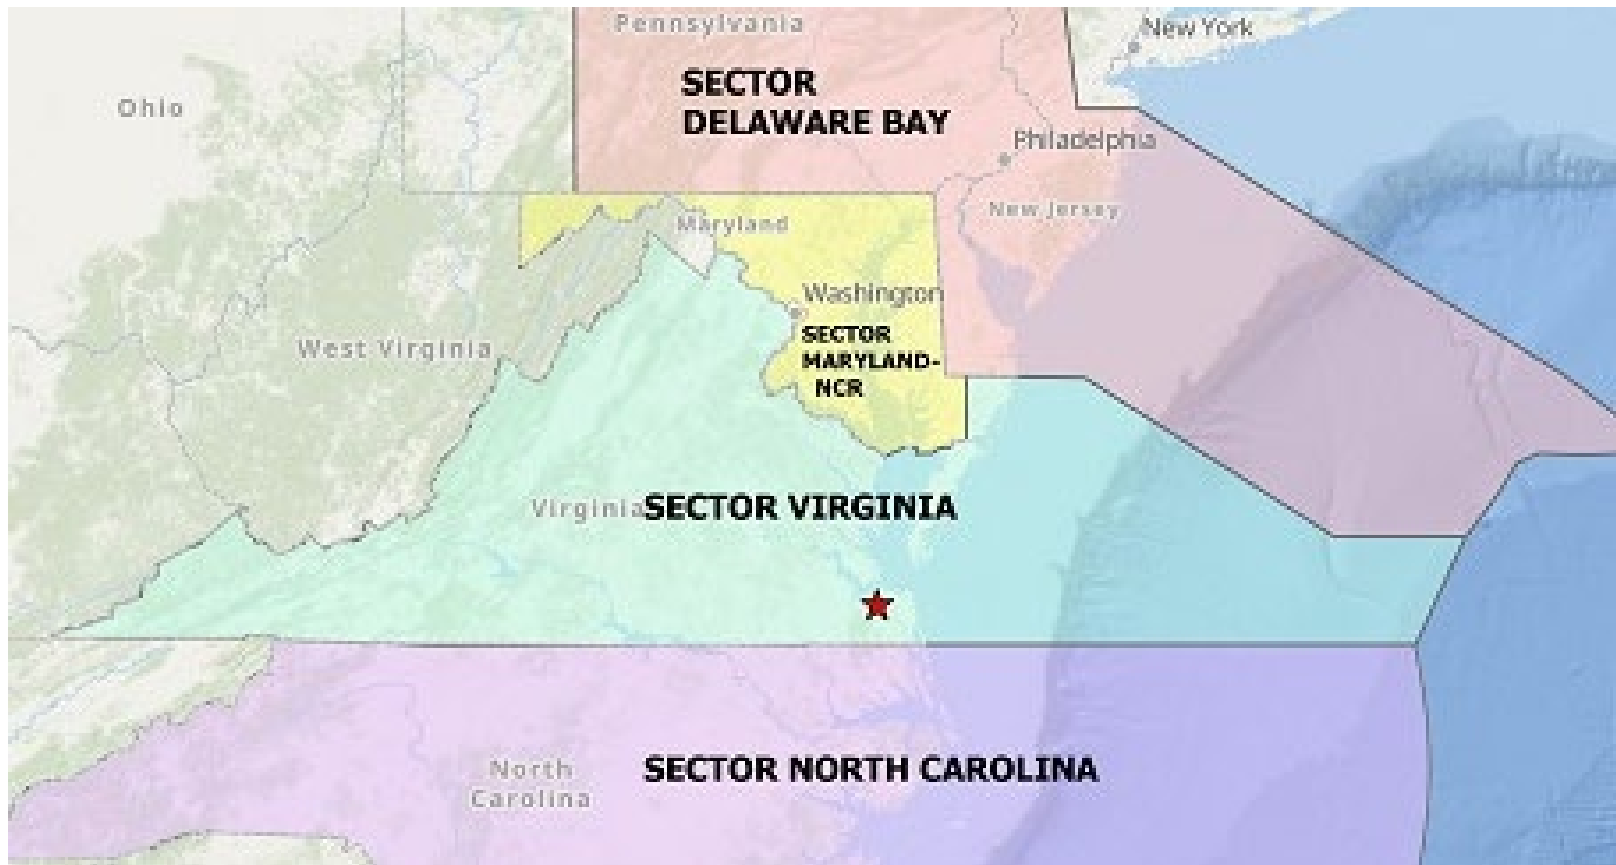 Pennsylvania
New York
Ohio
SECTOR
DELAWARE BAY
Philadelphia
New Jersey
Maryland
Washington
SECTOR
MARYLAND-
NCR
West Virginia
Virginia
SECTOR VIRGINIA
SECTOR NORTH CAROLINA
North
Carolina